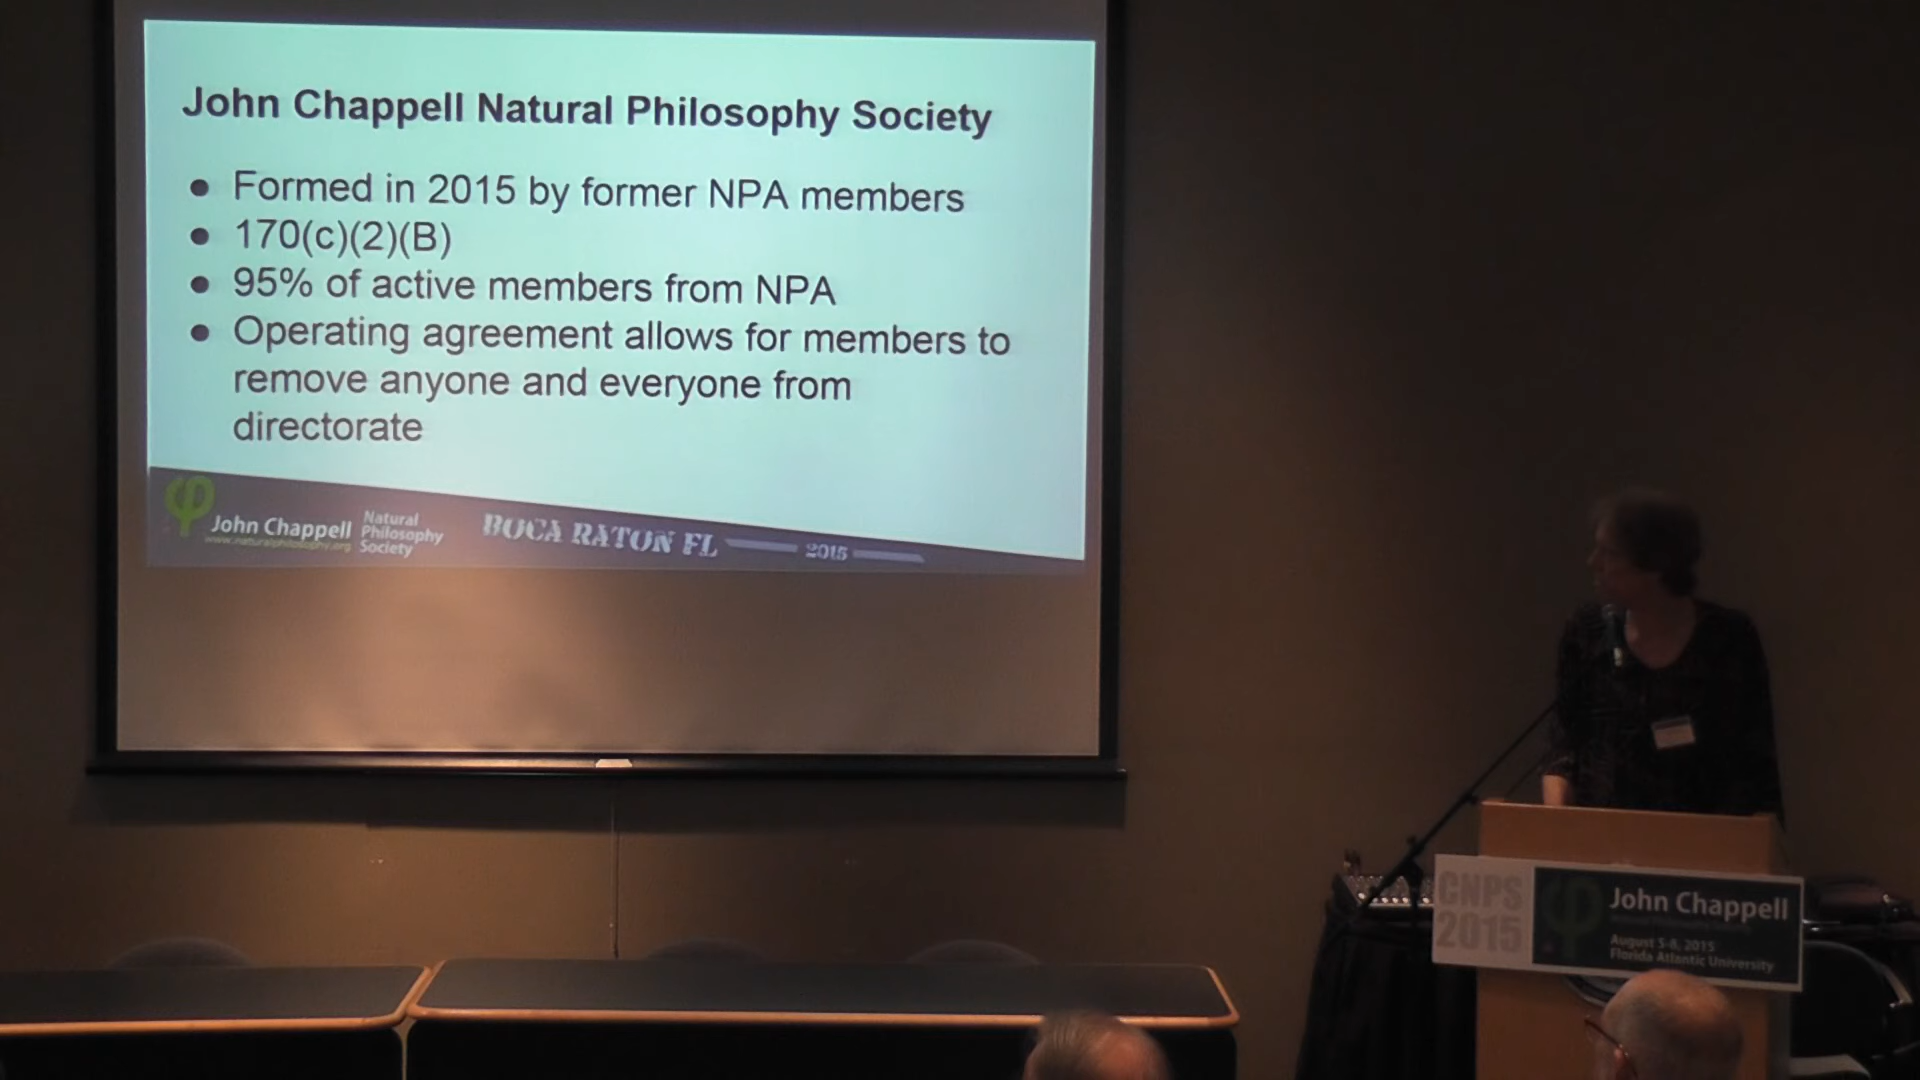 John Chappell Natural Philosophy Society
● Formed in 2015 by former NPA members
● 170(c)(2)(B)
● 95% of active members from NPA
● Operating agreement allows for members to
remove anyone and everyone from
directorate
φ John Chappell
www.naturalphilosophy.org
Natural
Philosophy
Society
BOCA RATON FL 2015
CNPS
2015
φ John Chappell
August 5-8, 2015
Florida Atlantic University